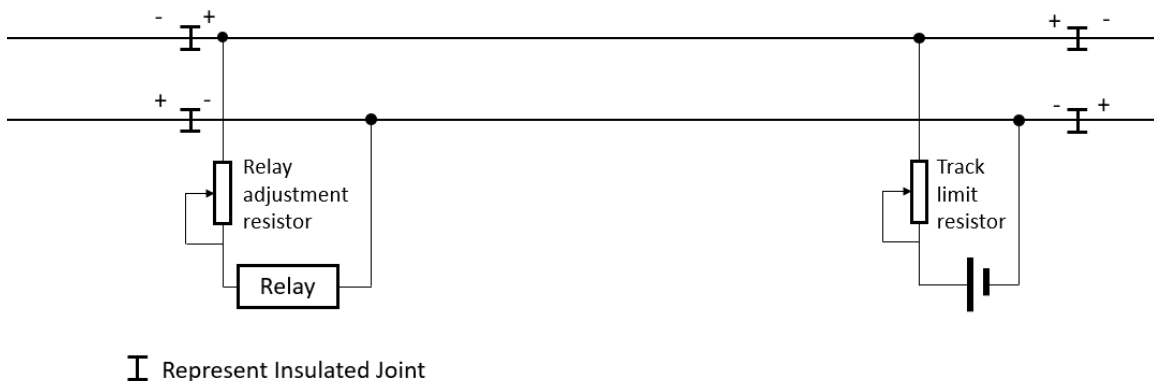 - +
+ -
+ -
- +
Relay
adjustment
resistor
Track
limit
resistor
Relay
Represent Insulated Joint